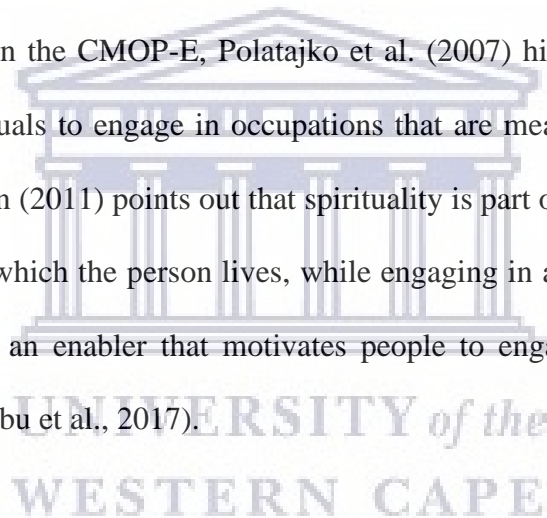 n the CMOP-E, Polatajko et al. (2007) hi
uals to engage in occupations that are mea
n (2011) points out that spirituality is part o
which the person lives, while engaging in a
an enabler that motivates people to enga
bu et al., 2017).
UNIVERSITY of the
WESTERN CAPE